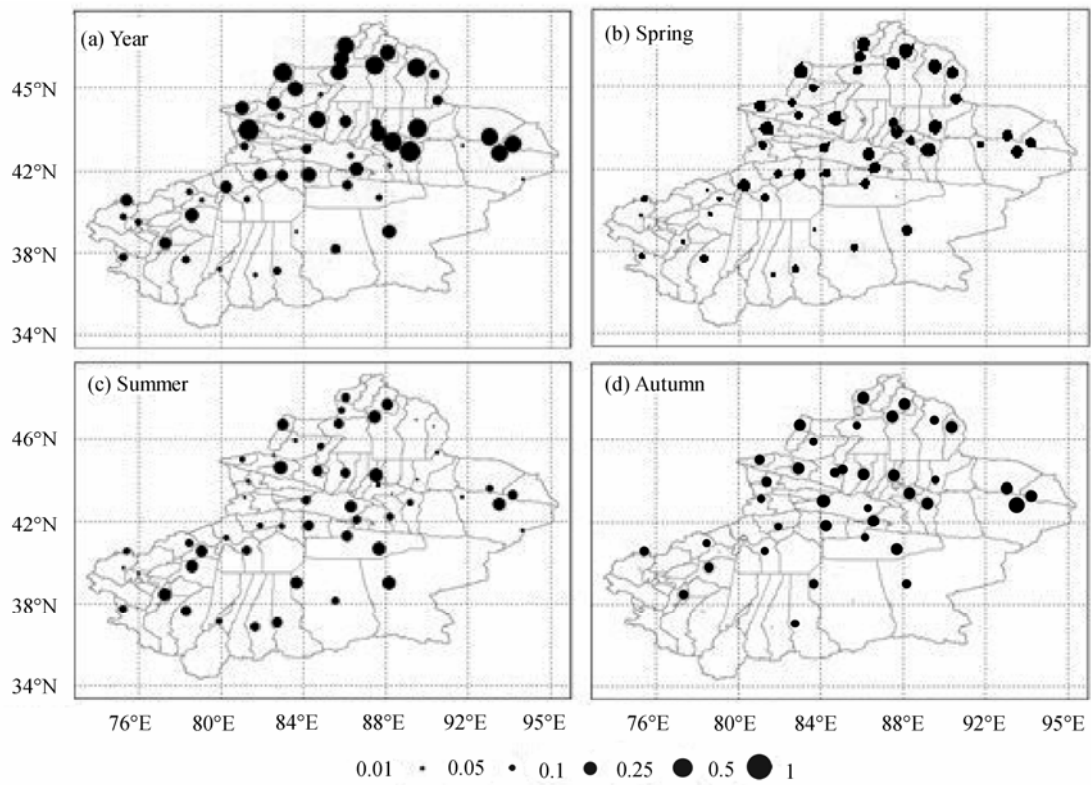 (a) Year
(b) Spring
45°N
42°N
38°N
34°N
(c) Summer
(d) Autumn
46°N
42°N
38°N
34°N
76°E 80°E 84°E 88°E 92°E 95°E 76°E 80°E 84°E 88°E 92°E 95°E
0.01 0.05 0.1 0.25 0.5 1